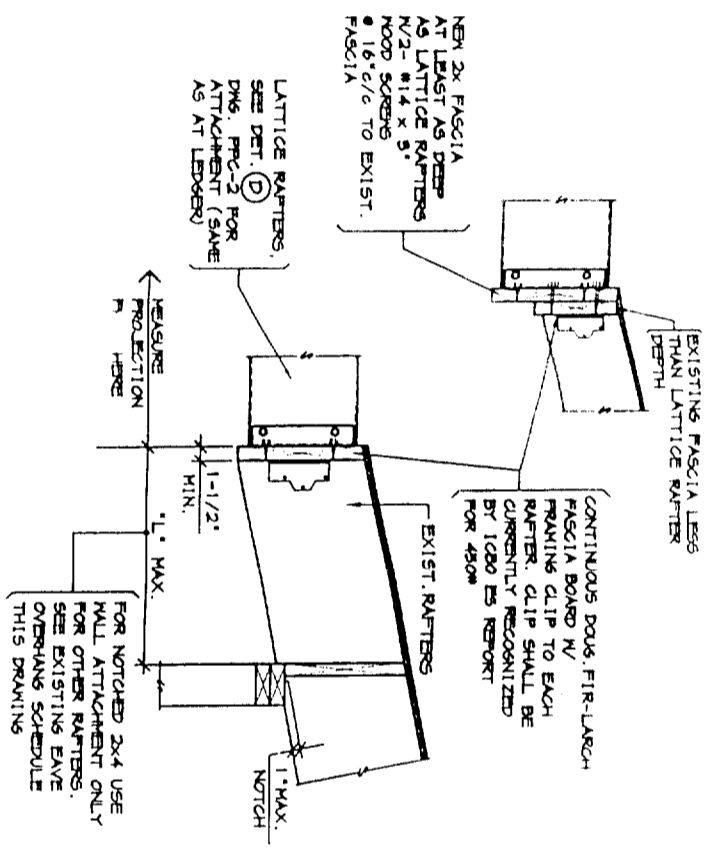 EXISTING FASCIA LESS
THAN LATTICE RAFTER
DEPTH
NEW 2x FASCIA
AT LEAST AS DEEP
AS LATTICE RAFTERS
W/2- #14 x 3"
WOOD SCREWS
@ 16"c/c TO EXIST.
FASCIA
CONTINUOUS DOUG. FIR-LARCH
FASCIA BOARD W/
FRAMING CLIP TO EACH
RAFTER. CLIP SHALL BE
CURRENTLY RECOGNIZED
BY ICBO ES REPORT
FOR 450#
LATTICE RAFTERS.
SEE DET. D
DWG. PPC-2 FOR
ATTACHMENT (SAME
AS AT LEDGER)
EXIST. RAFTERS
1-1/2"
MIN.
MEASURE
PROJECTION
HERE
"L" MAX.
1" MAX.
NOTCH
FOR NOTCHED 2x4 USE
WALL ATTACHMENT ONLY
FOR OTHER RAFTERS.
SEE EXISTING EAVE
OVERHANG SCHEDULE
THIS DRAWING